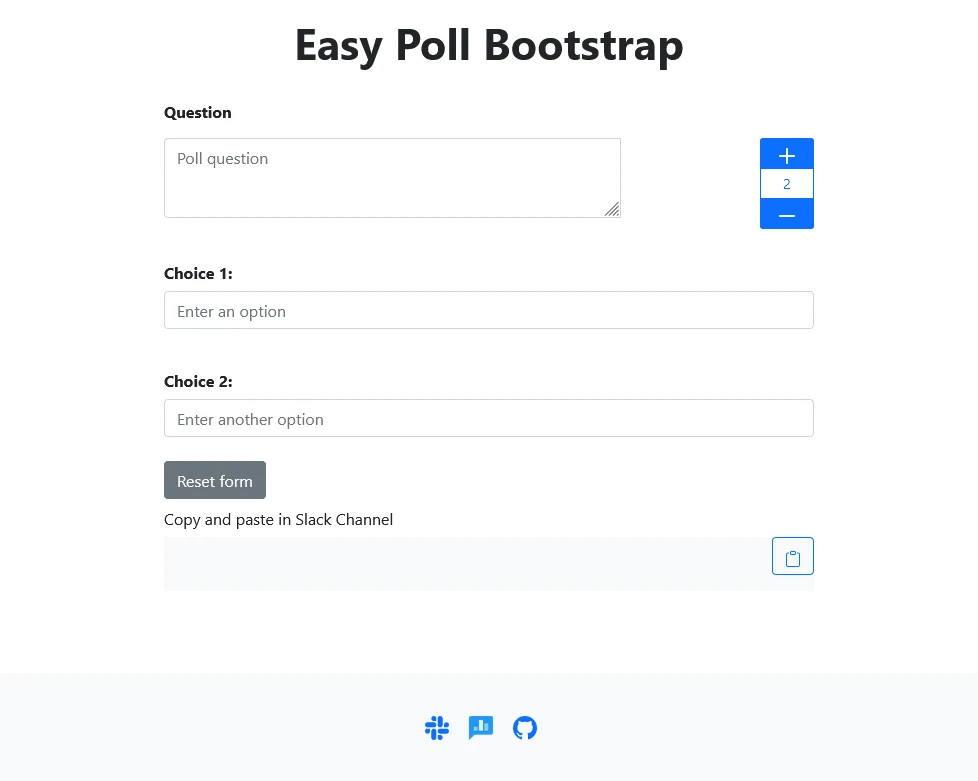 Easy Poll Bootstrap
Question
Poll question
2
Choice 1:
Enter an option
Choice 2:
Enter another option
Reset form
Copy and paste in Slack Channel